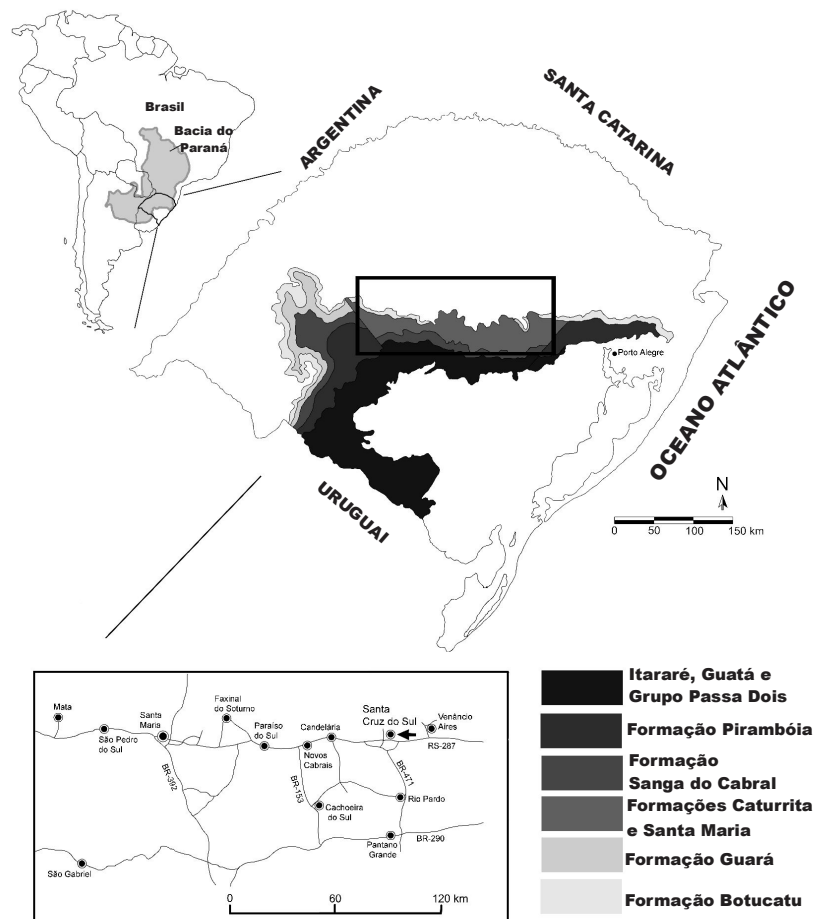 Brasil
Bacia do
Paraná
ARGENTINA
SANTA CATARINA
Porto Alegre
OCEANO ATLÂNTICO
URUGUAI
N
0 50 100 150 km
Mata
São Pedro
do Sul
Santa
Maria
Faxinal
do Soturno
Paraíso
do Sul
Candelária
Novos
Cabrais
Santa
Cruz do Sul
Venâncio
Aires
RS-287
BR-392
BR-153
BR-471
Cachoeira
do Sul
Rio Pardo
Pantano
Grande
BR-290
São Gabriel
0 60 120 km
Itararé, Guatá e
Grupo Passa Dois
Formação Pirambóia
Formação
Sanga do Cabral
Formações Caturrita
e Santa Maria
Formação Guará
Formação Botucatu